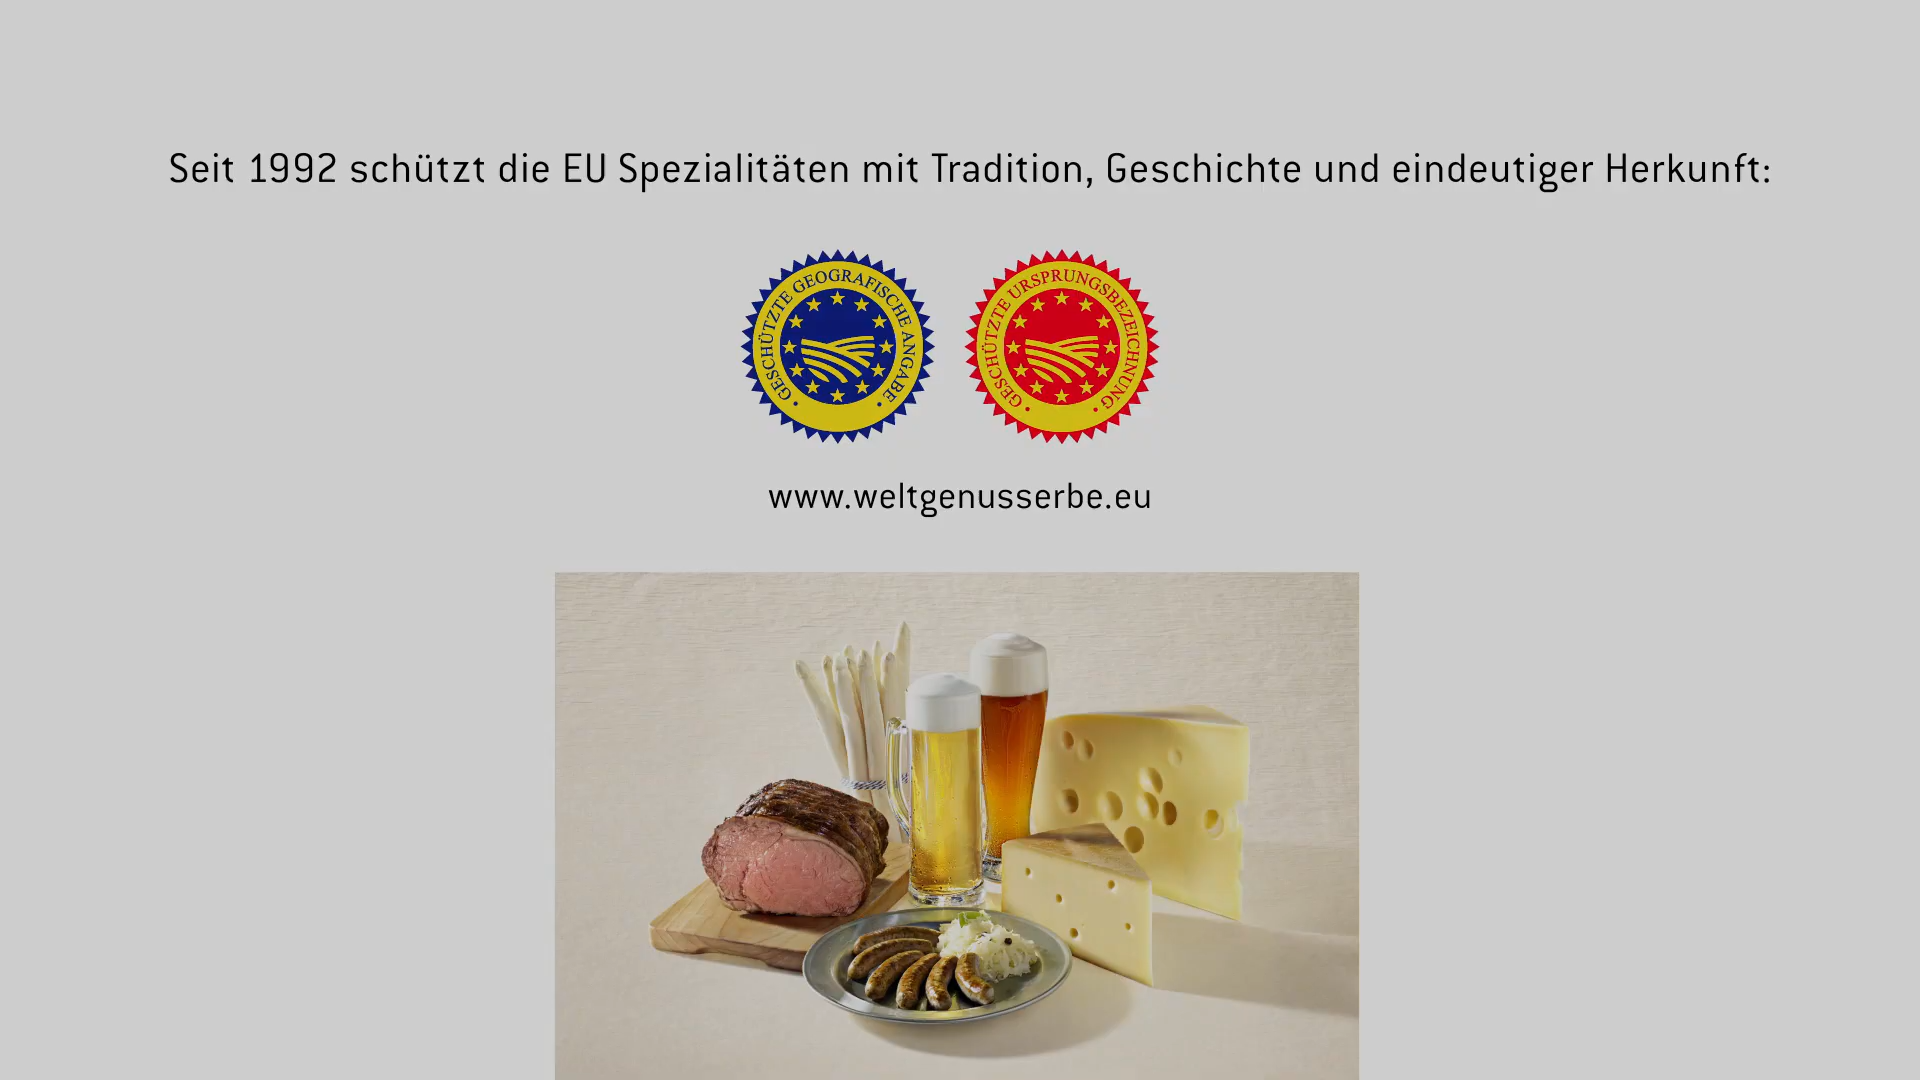 Seit 1992 schützt die EU Spezialitäten mit Tradition, Geschichte und eindeutiger Herkunft:
• GESCHÜTZTE GEOGRAFISCHE ANGABE •
• GESCHÜTZTE URSPRUNGSBEZEICHNUNG •
www.weltgenusserbe.eu